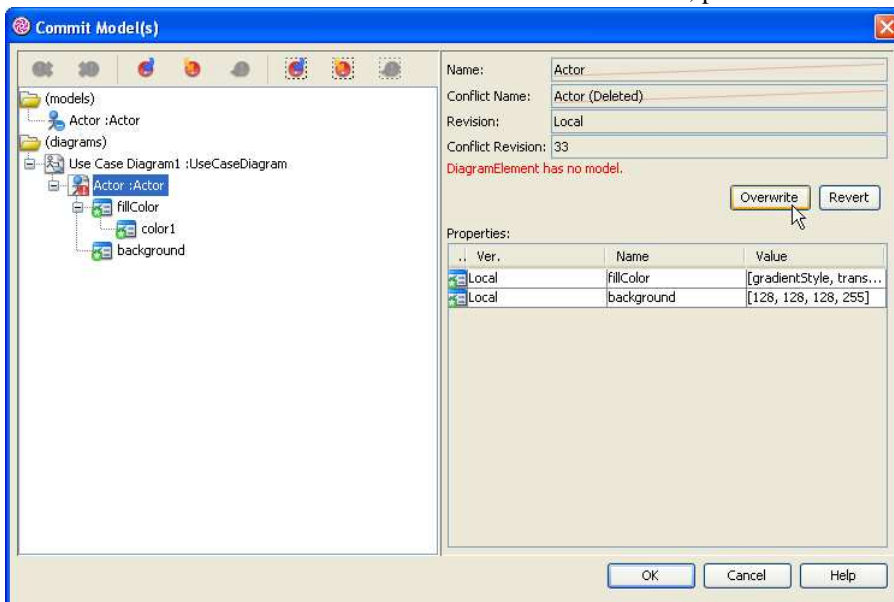 Commit Model(s)
(models)
Actor :Actor
(diagrams)
Use Case Diagram1 :UseCaseDiagram
Actor :Actor
fillColor
color1
background
Name: Actor
Conflict Name: Actor (Deleted)
Revision: Local
Conflict Revision: 33
DiagramElement has no model.
Overwrite Revert
Properties:
.. Ver. Name Value
Local fillColor [gradientStyle, trans...
Local background [128, 128, 128, 255]
OK Cancel Help